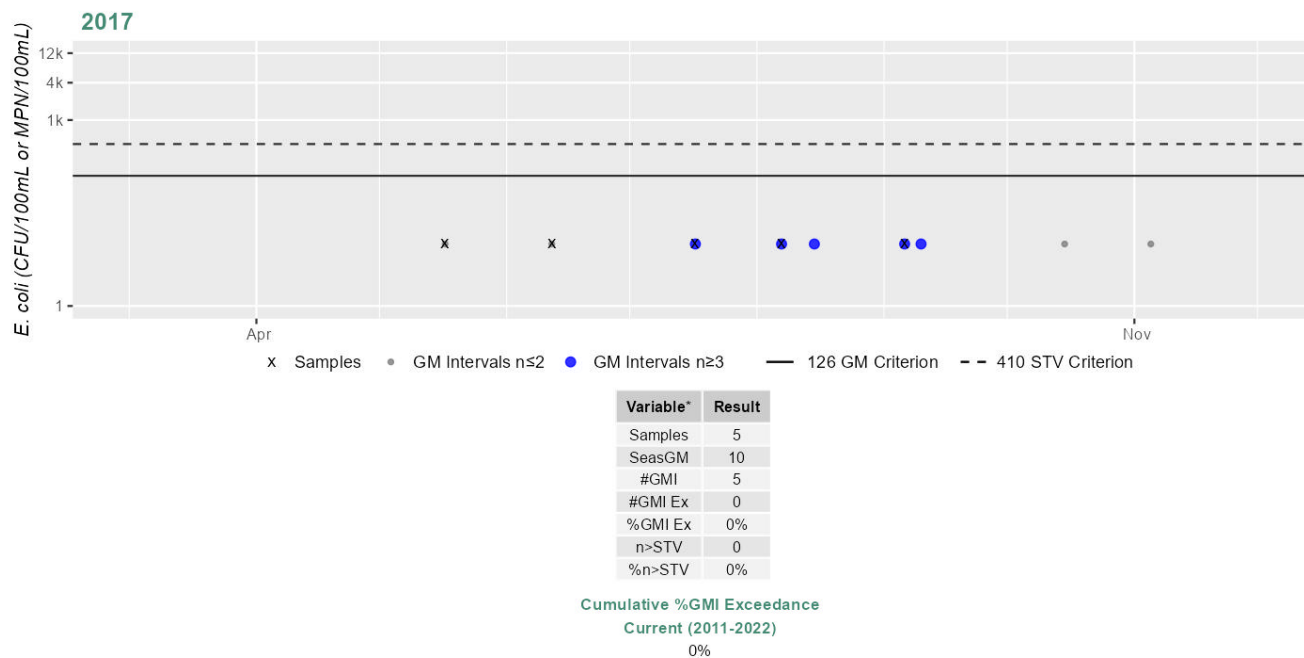 2017
E. coli (CFU/100mL or MPN/100mL)
12k
4k
1k
1
Apr
Nov
x Samples GM Intervals n≤2 GM Intervals n≥3 126 GM Criterion 410 STV Criterion
Variable* Result
Samples 5
SeasGM 10
#GMI 5
#GMI Ex 0
%GMI Ex 0%
n>STV 0
%n>STV 0%
Cumulative %GMI Exceedance
Current (2011-2022)
0%